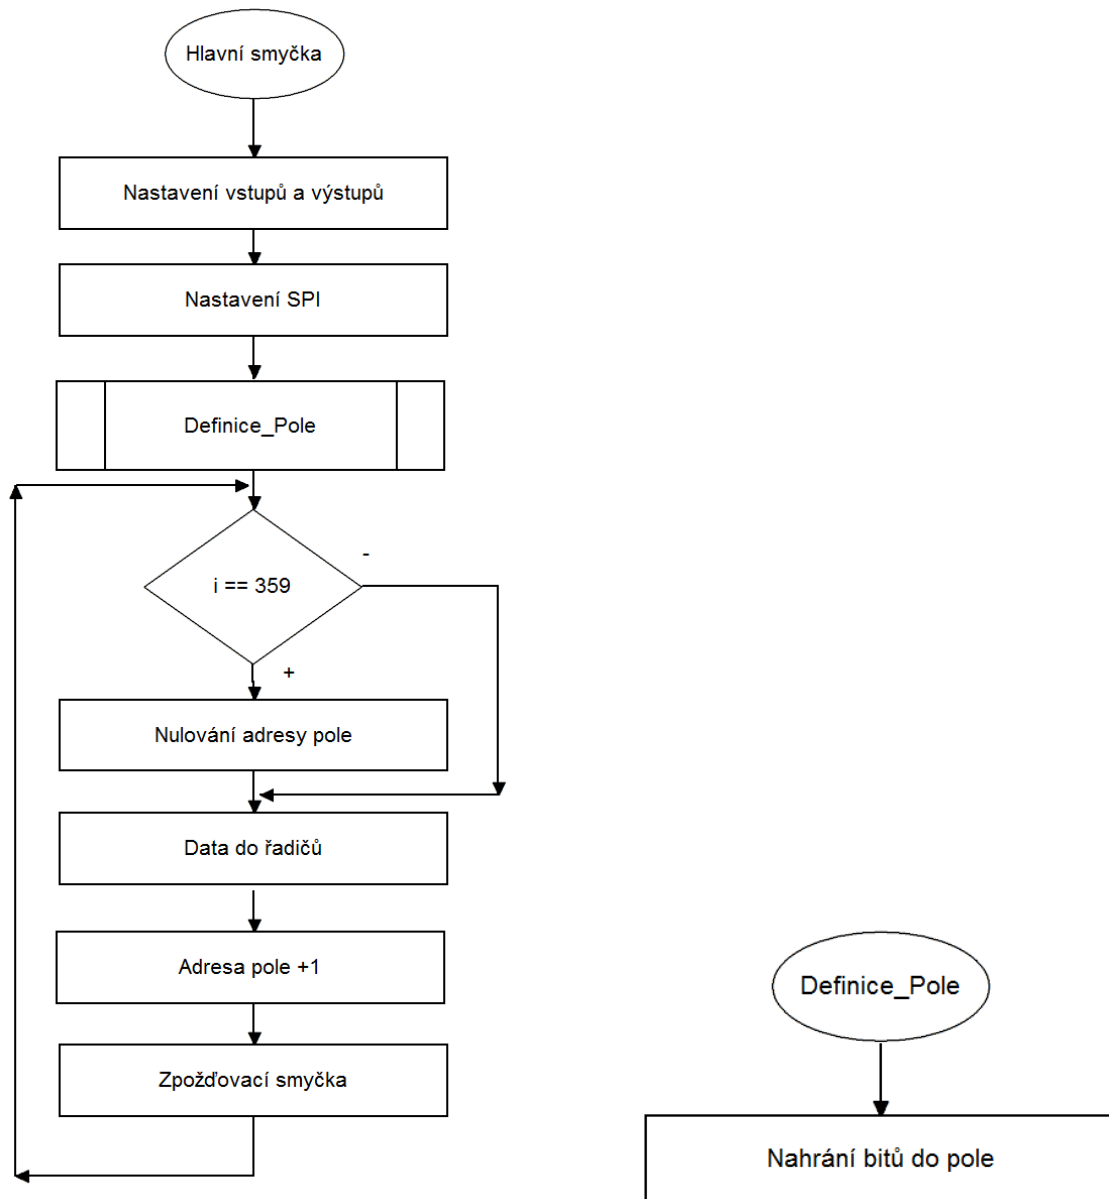 Hlavní smyčka
Nastavení vstupů a výstupů
Nastavení SPI
Definice_Pole
-
i == 359
+
Nulování adresy pole
Data do řadičů
Adresa pole +1
Zpožďovací smyčka
Definice_Pole
Nahrání bitů do pole